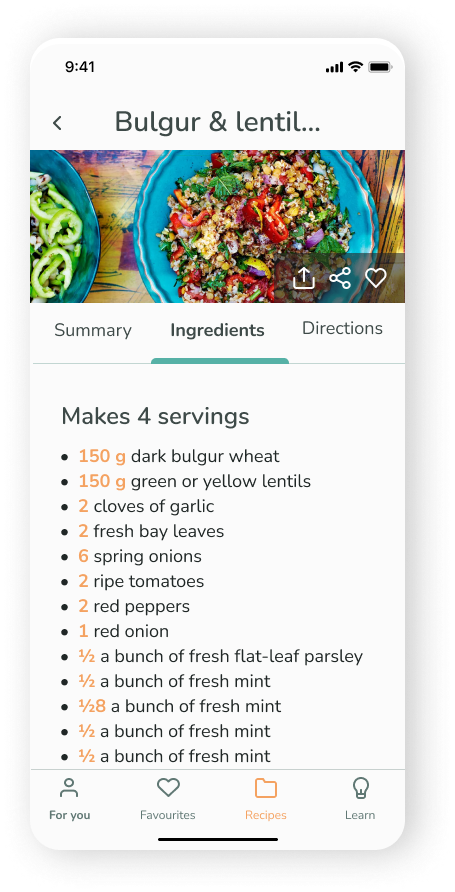 9:41
Bulgur & lentil...
Summary Ingredients Directions
Makes 4 servings
• 150 g dark bulgur wheat
• 150 g green or yellow lentils
• 2 cloves of garlic
• 2 fresh bay leaves
• 6 spring onions
• 2 ripe tomatoes
• 2 red peppers
• 1 red onion
• ½ a bunch of fresh flat-leaf parsley
• ½ a bunch of fresh mint
• ½8 a bunch of fresh mint
• ½ a bunch of fresh mint
• ½ a bunch of fresh mint
For you Favourites Recipes Learn